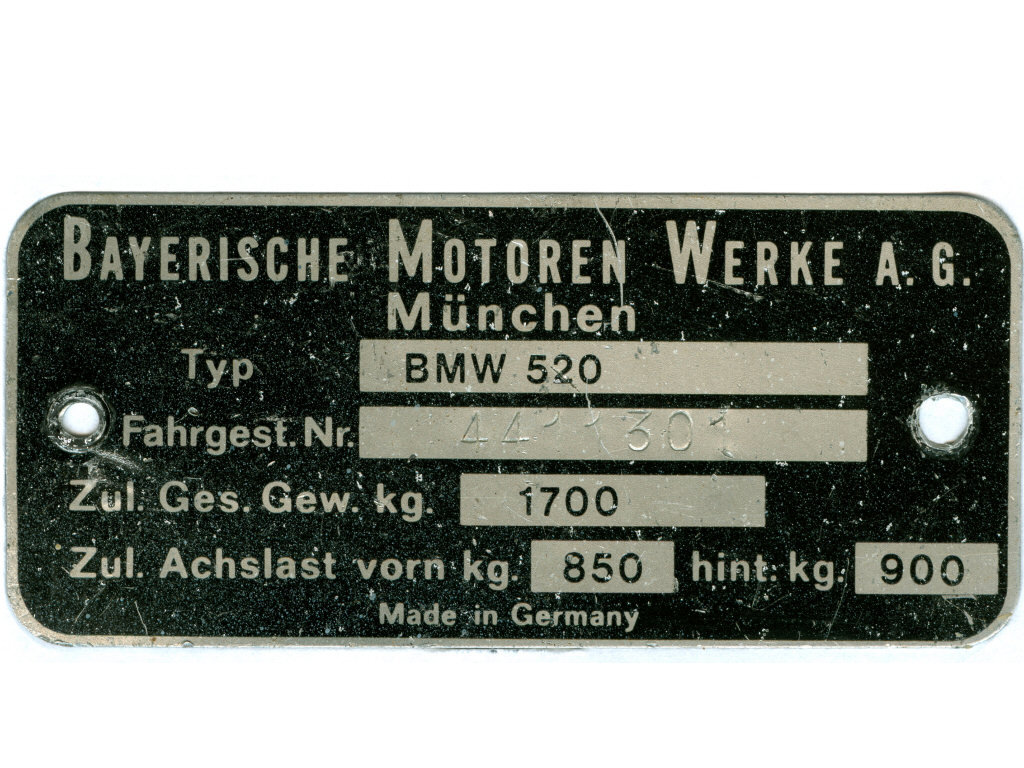 BAYERISCHE MOTOREN WERKE A. G.
München
Typ BMW 520
Fahrgest. Nr. 4411301
Zul. Ges. Gew. kg. 1700
Zul. Achslast vorn kg. 850 hint. kg. 900
Made in Germany